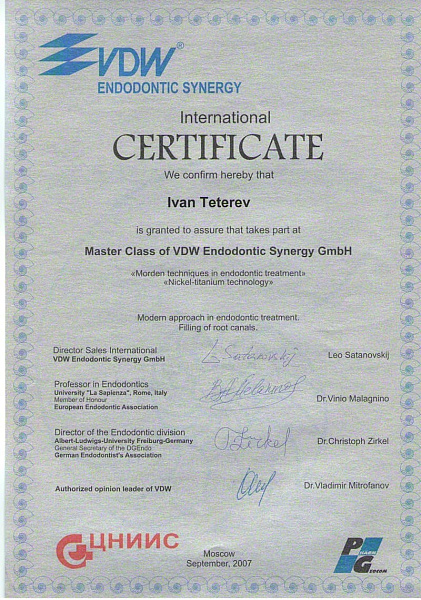 VDW®
ENDODONTIC SYNERGY
International
CERTIFICATE
We confirm hereby that
Ivan Teterev
is granted to assure that takes part at
Master Class of VDW Endodontic Synergy GmbH
«Morden techniques in endodontic treatment»
«Nickel-titanium technology»
Modern approach in endodontic treatment.
Filling of root canals.
Director Sales International
VDW Endodontic Synergy GmbH
L. Satanovskij
Leo Satanovskij
Professor in Endodontics
University "La Sapienza", Rome, Italy
Member of Honour
European Endodontic Association
Dr.Vinio Malagnino
Director of the Endodontic division
Albert-Ludwigs-University Freiburg-Germany
General Secretary of the DGEndo
German Endodontist's Association
Dr.Christoph Zirkel
Authorized opinion leader of VDW
Dr.Vladimir Mitrofanov
ЦНИИС
Moscow
September, 2007